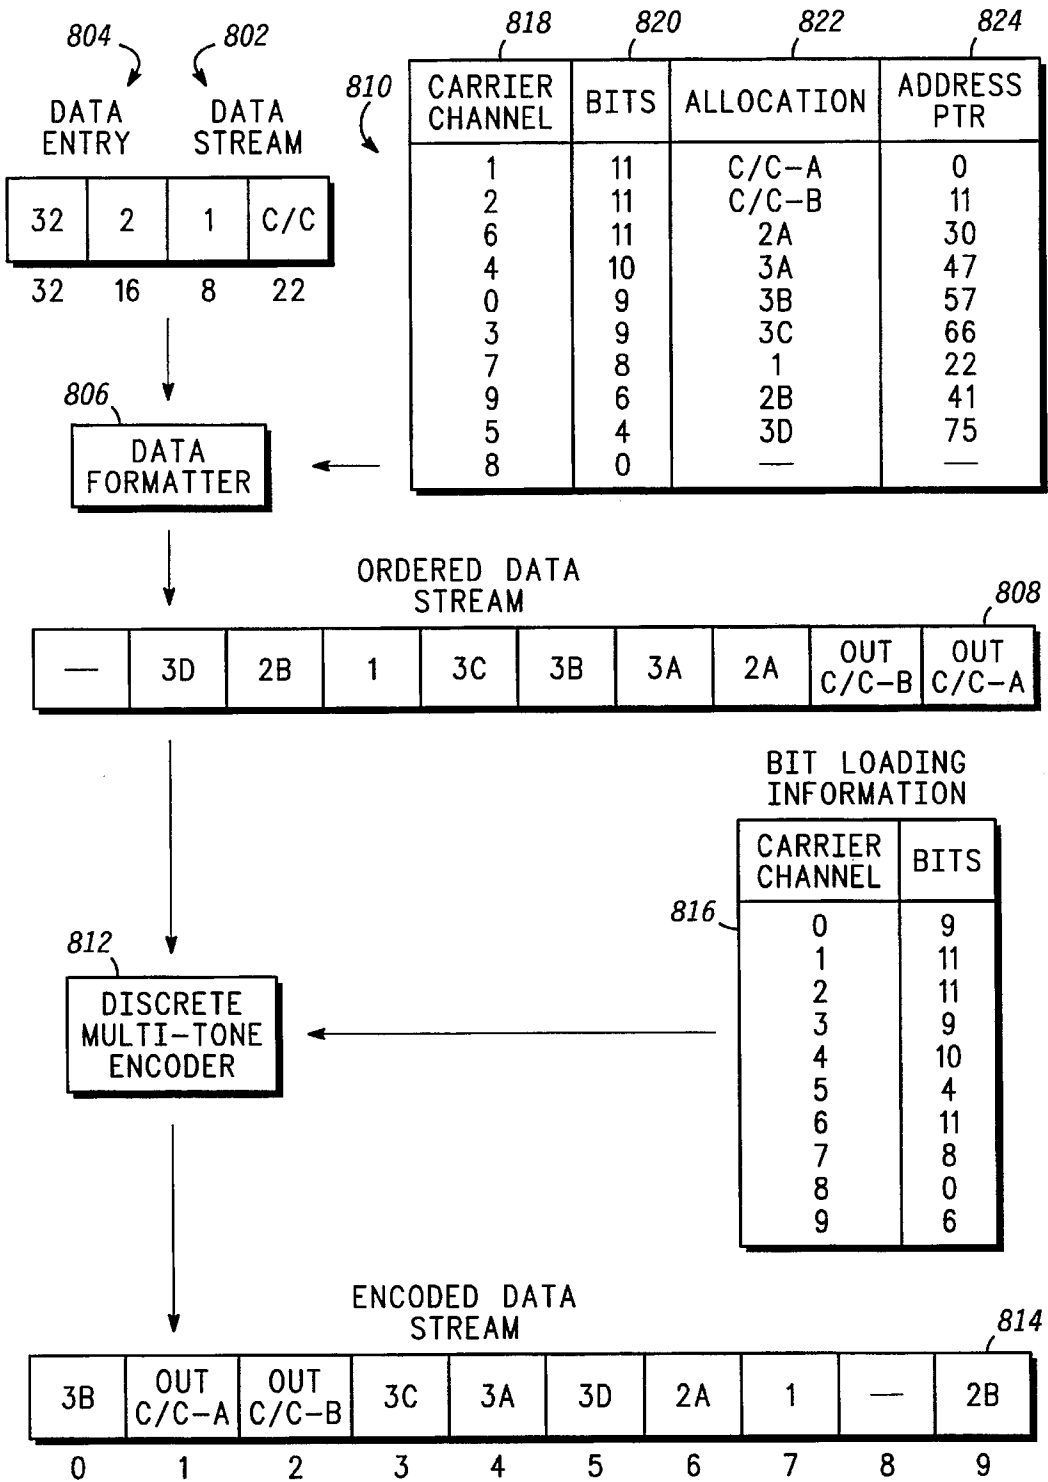 804 802
DATA ENTRY DATA STREAM
32 2 1 C/C
32 16 8 22
810
818 820 822 824
CARRIER CHANNEL BITS ALLOCATION ADDRESS PTR
1 11 C/C-A 0
2 11 C/C-B 11
6 11 2A 30
4 10 3A 47
0 9 3B 57
3 9 3C 66
7 8 1 22
9 6 2B 41
5 4 3D 75
8 0 — —
806
DATA
FORMATTER
ORDERED DATA
STREAM
808
— 3D 2B 1 3C 3B 3A 2A OUT C/C-B OUT C/C-A
BIT LOADING
INFORMATION
816
CARRIER CHANNEL BITS
0 9
1 11
2 11
3 9
4 10
5 4
6 11
7 8
8 0
9 6
812
DISCRETE
MULTI-TONE
ENCODER
ENCODED DATA
STREAM
814
3B OUT C/C-A OUT C/C-B 3C 3A 3D 2A 1 — 2B
0 1 2 3 4 5 6 7 8 9